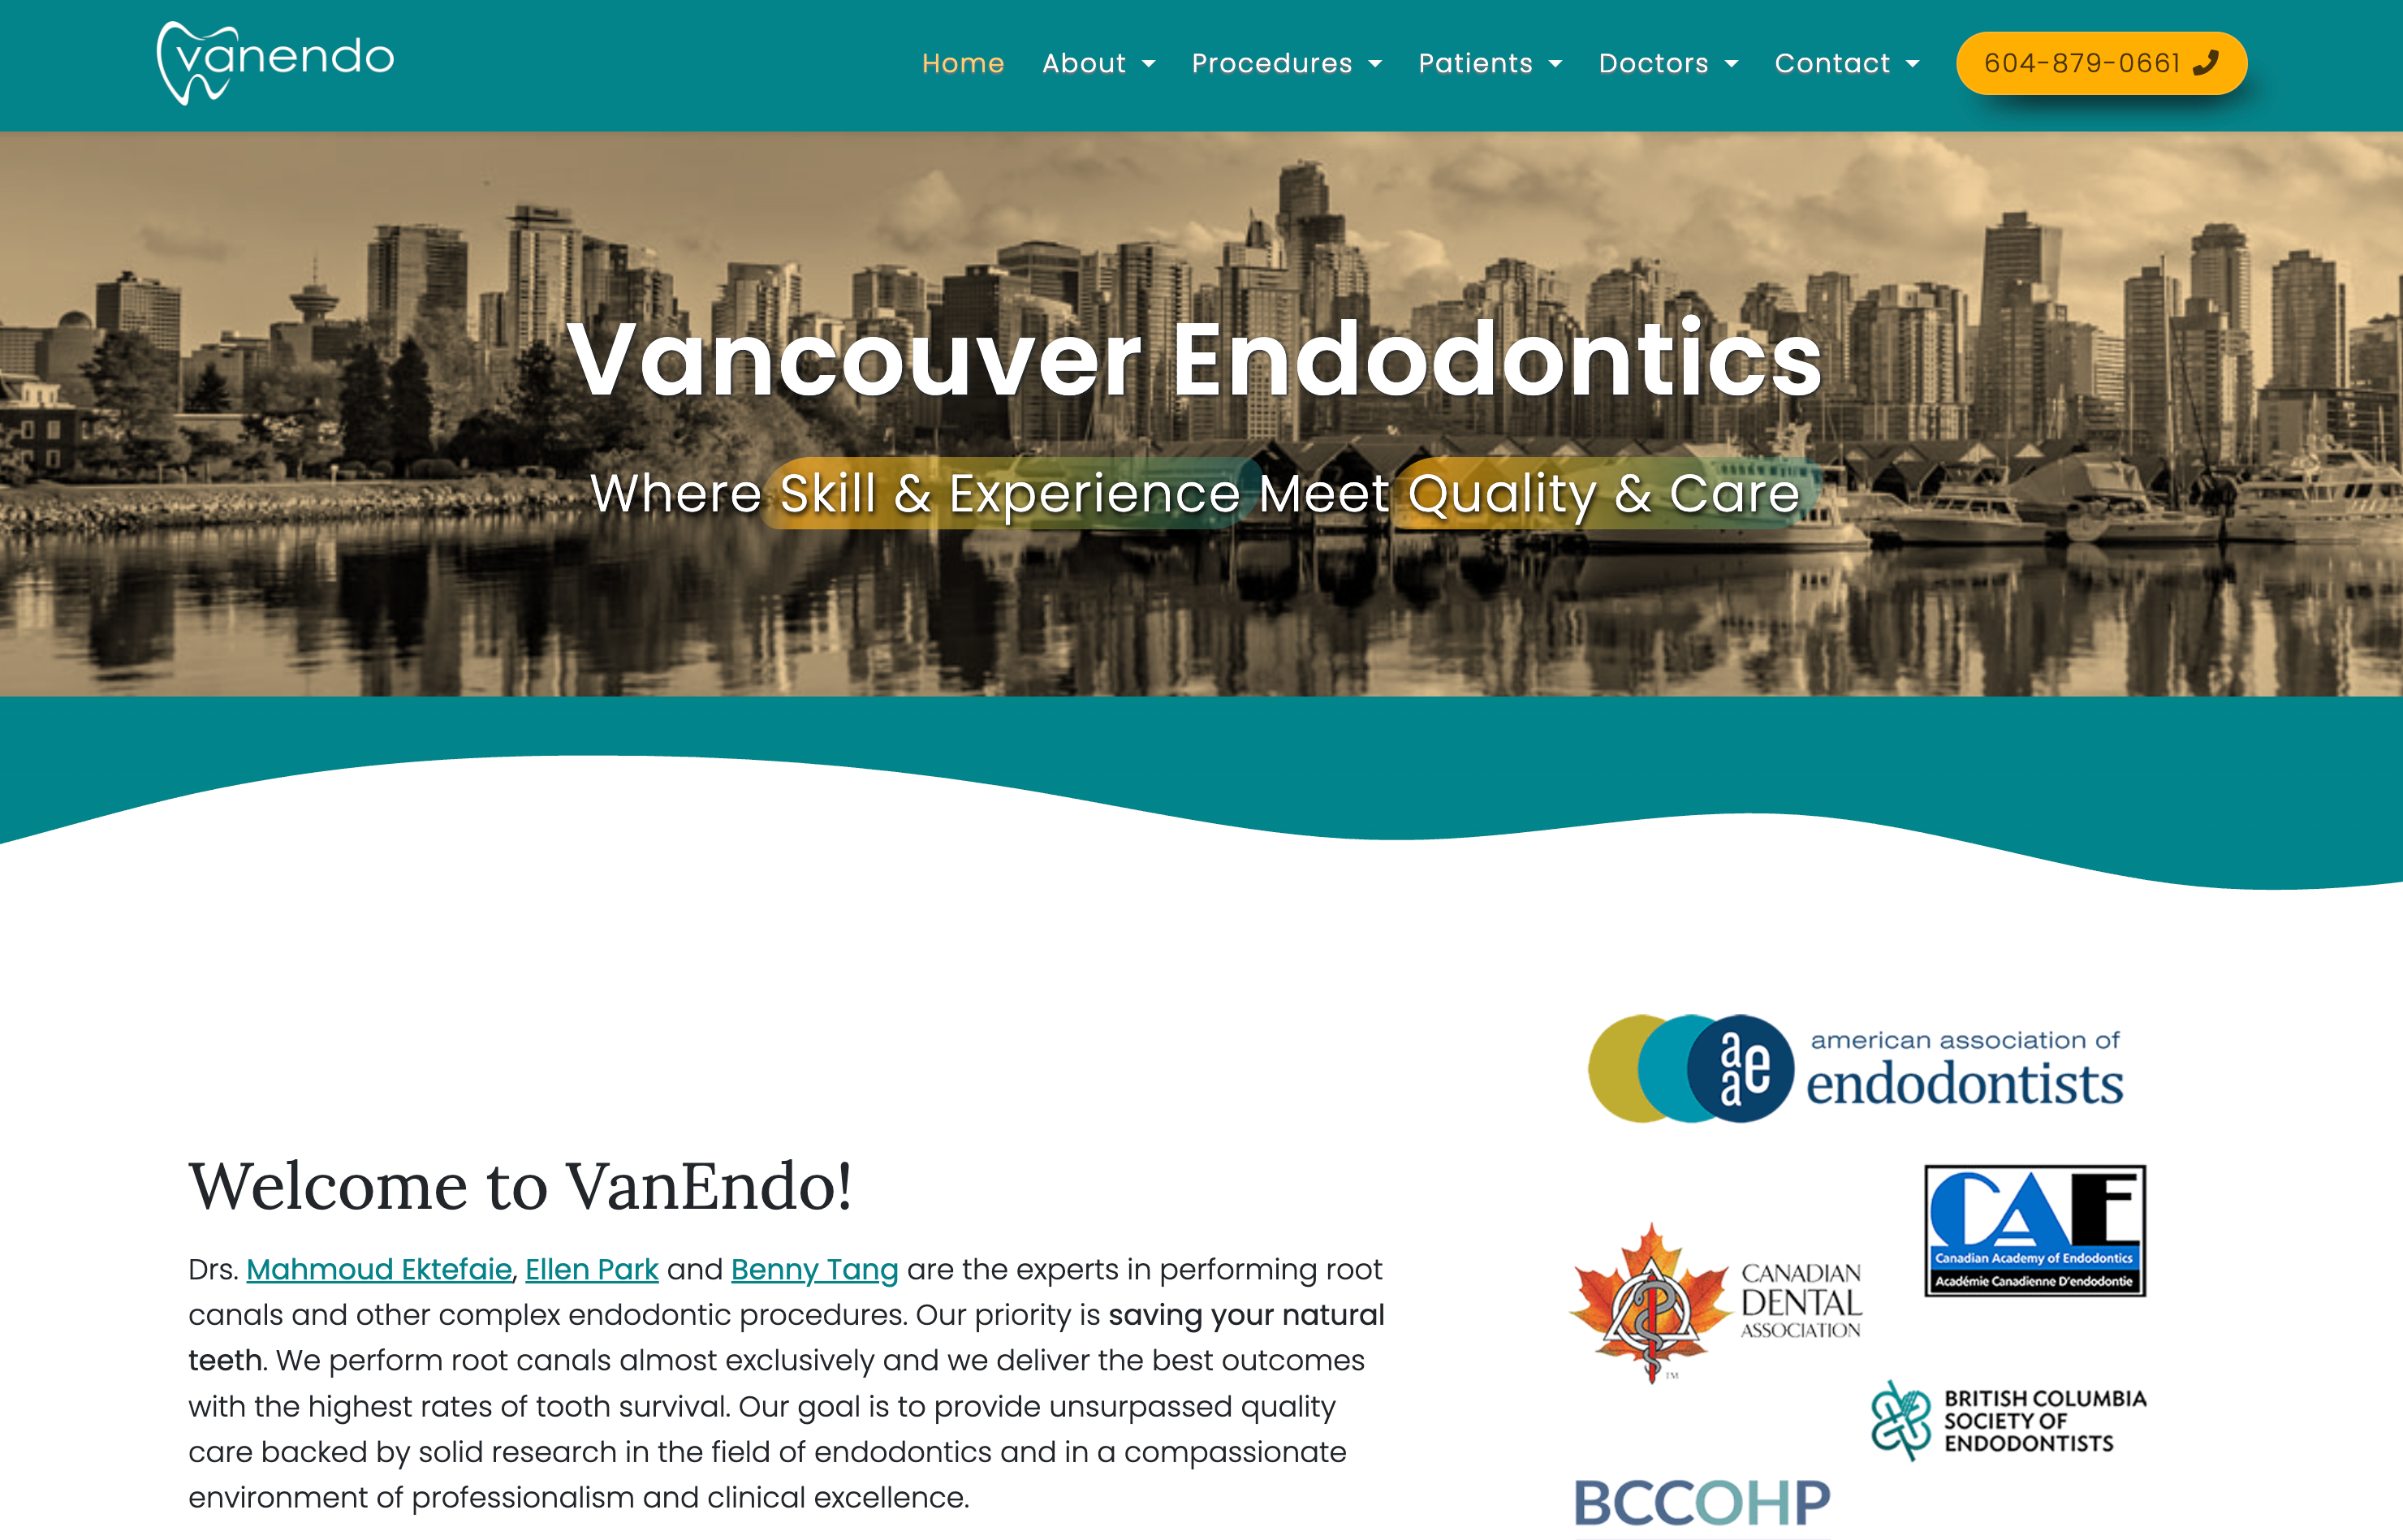 vanendo
Home About Procedures Patients Doctors Contact 604-879-0661
Vancouver Endodontics
Where Skill & Experience Meet Quality & Care
american association of
endodontists
aae
Welcome to VanEndo!
Drs. Mahmoud Ektefaie, Ellen Park and Benny Tang are the experts in performing root
canals and other complex endodontic procedures. Our priority is saving your natural
teeth. We perform root canals almost exclusively and we deliver the best outcomes
with the highest rates of tooth survival. Our goal is to provide unsurpassed quality
care backed by solid research in the field of endodontics and in a compassionate
environment of professionalism and clinical excellence.
CAE
Canadian Academy of Endodontics
Académie Canadienne D'endodontie
CANADIAN
DENTAL
ASSOCIATION
TM
BRITISH COLUMBIA
SOCIETY OF
ENDODONTISTS
BCCOHP